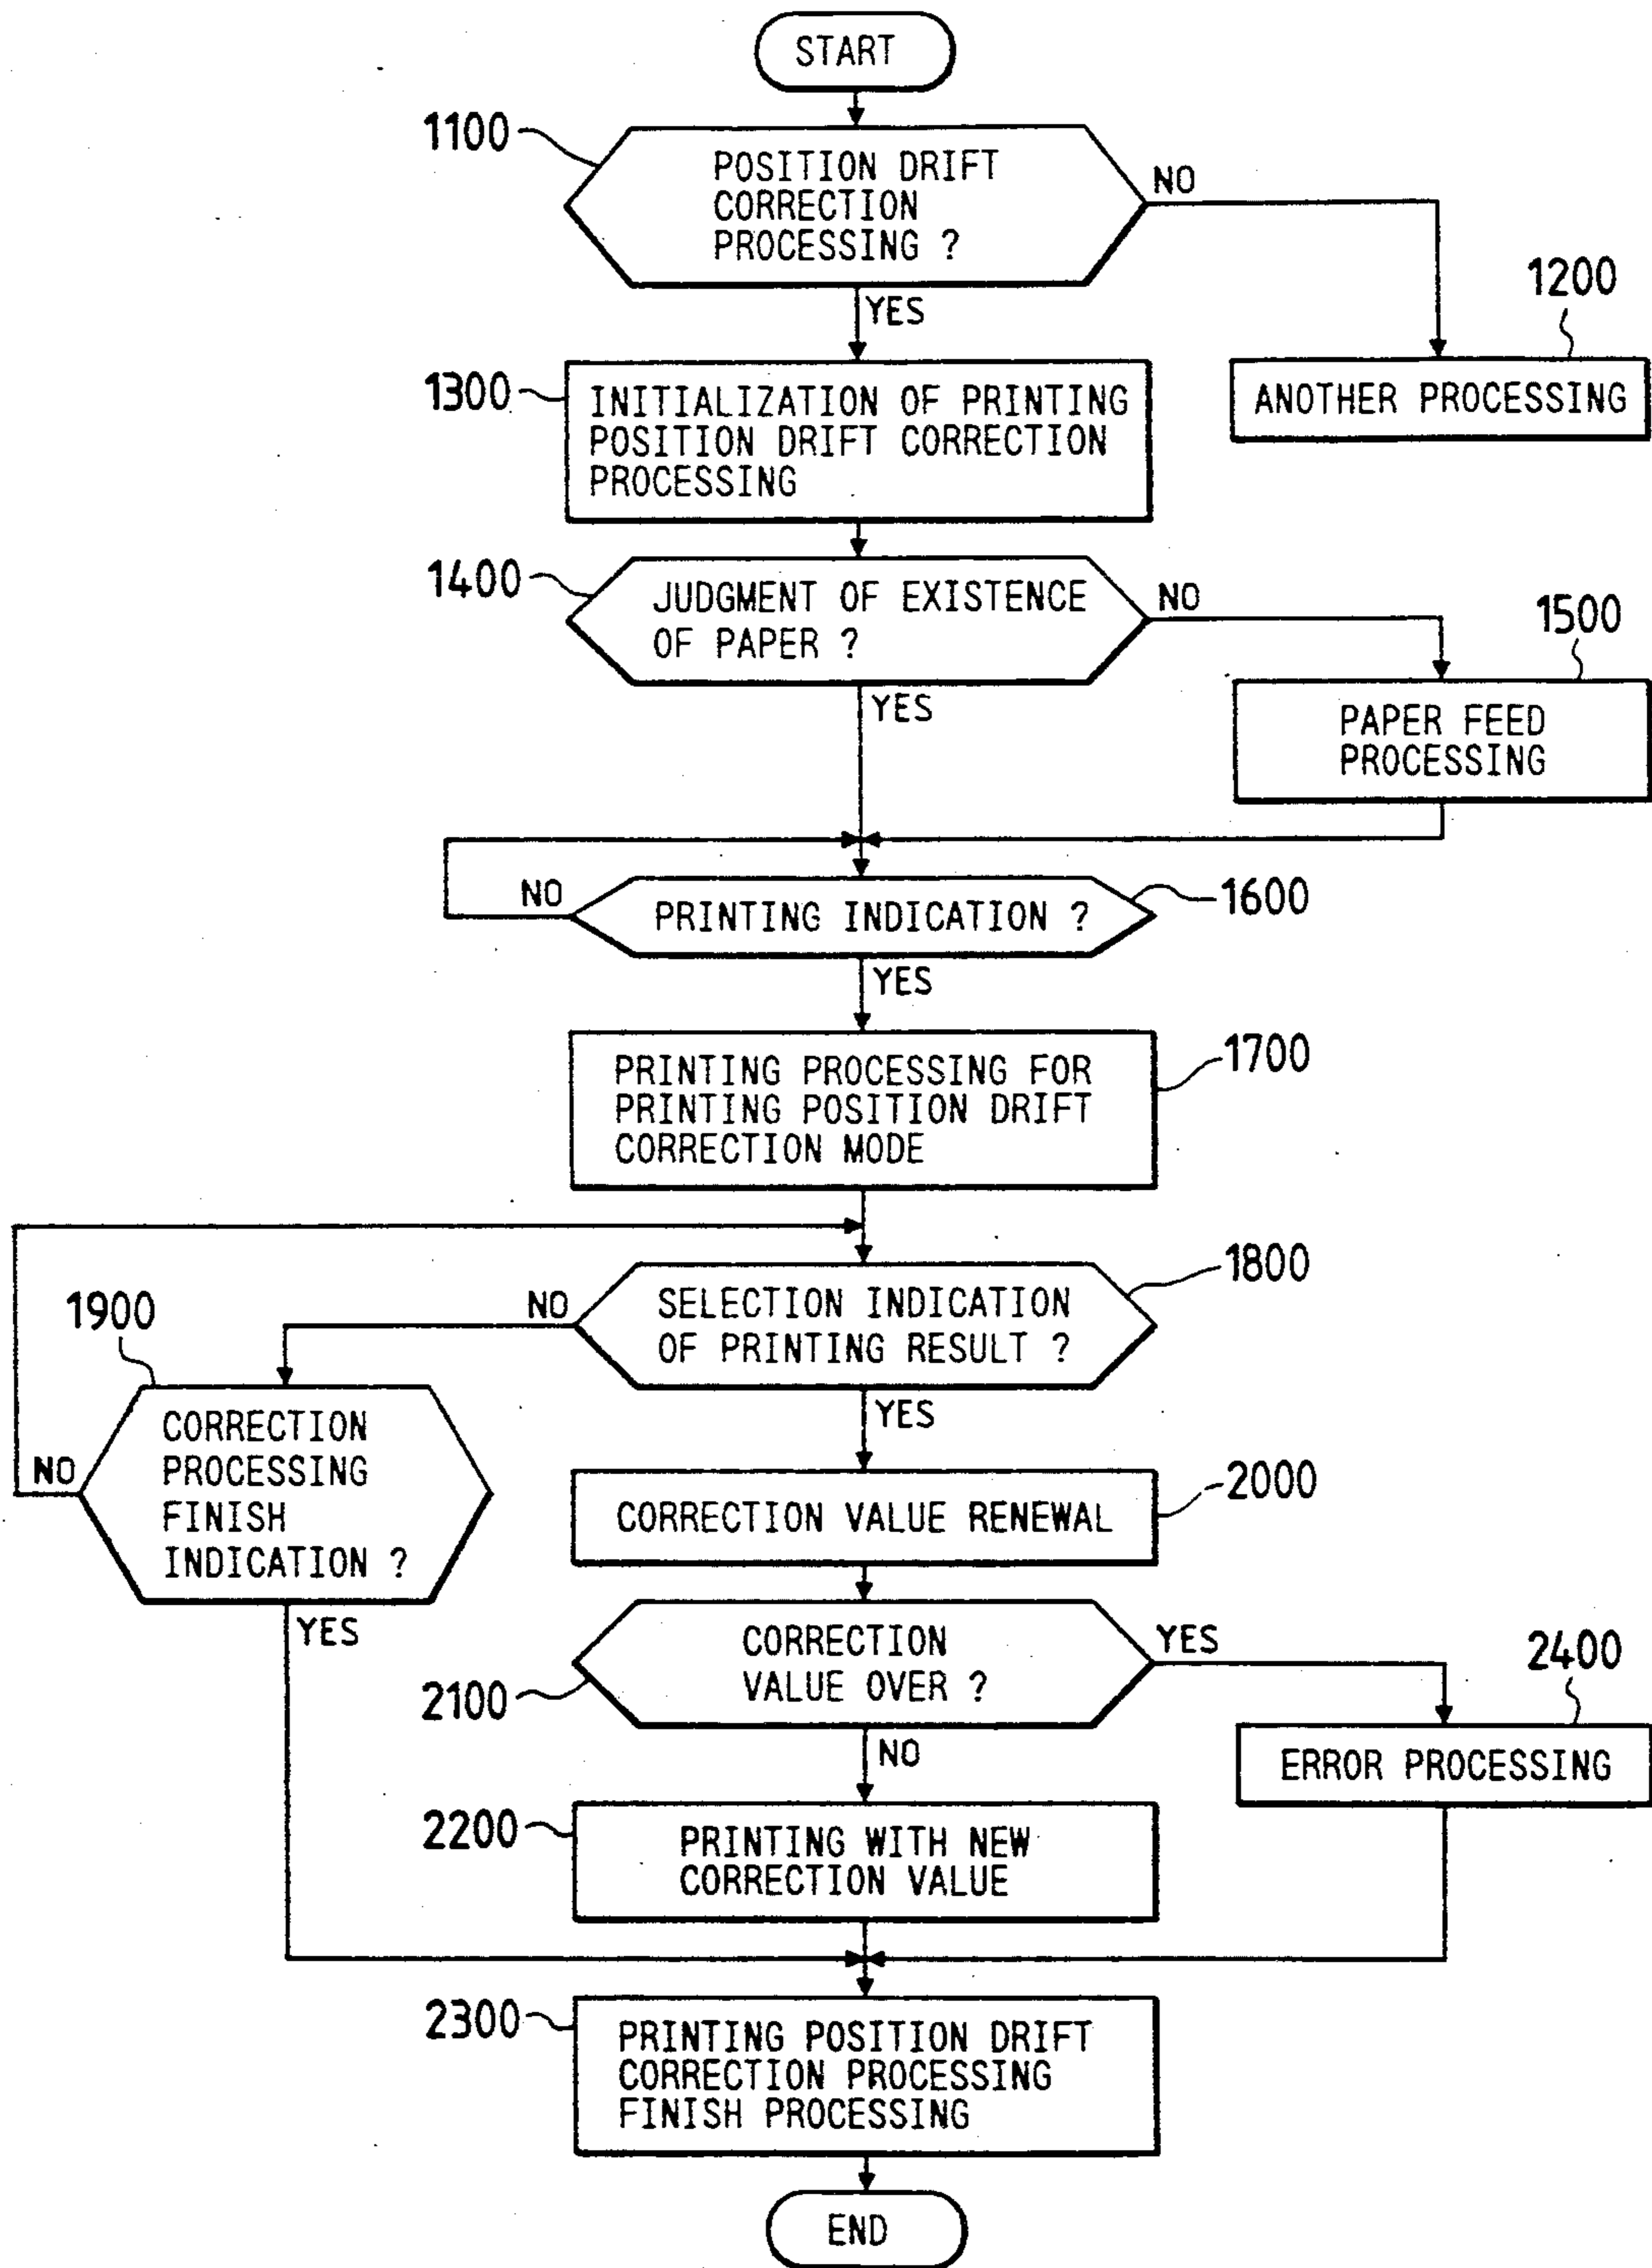 START
1100
POSITION DRIFT
CORRECTION
PROCESSING ?
NO
YES
1200
ANOTHER PROCESSING
1300
INITIALIZATION OF PRINTING
POSITION DRIFT CORRECTION
PROCESSING
1400
JUDGMENT OF EXISTENCE
OF PAPER ?
NO
YES
1500
PAPER FEED
PROCESSING
NO
PRINTING INDICATION ?
1600
YES
PRINTING PROCESSING FOR
PRINTING POSITION DRIFT
CORRECTION MODE
1700
1800
SELECTION INDICATION
OF PRINTING RESULT ?
NO
YES
1900
CORRECTION
PROCESSING
FINISH
INDICATION ?
NO
YES
CORRECTION VALUE RENEWAL
2000
CORRECTION
VALUE OVER ?
2100
YES
NO
2400
ERROR PROCESSING
2200
PRINTING WITH NEW
CORRECTION VALUE
2300
PRINTING POSITION DRIFT
CORRECTION PROCESSING
FINISH PROCESSING
END